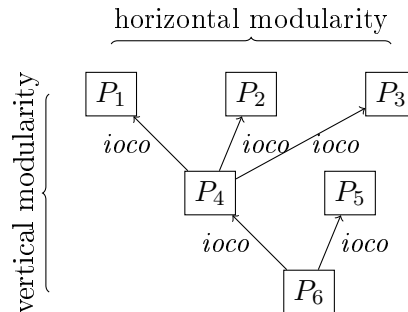 horizontal modularity
vertical modularity
P1 P2 P3
ioco ioco ioco
P4 P5
ioco ioco
P6